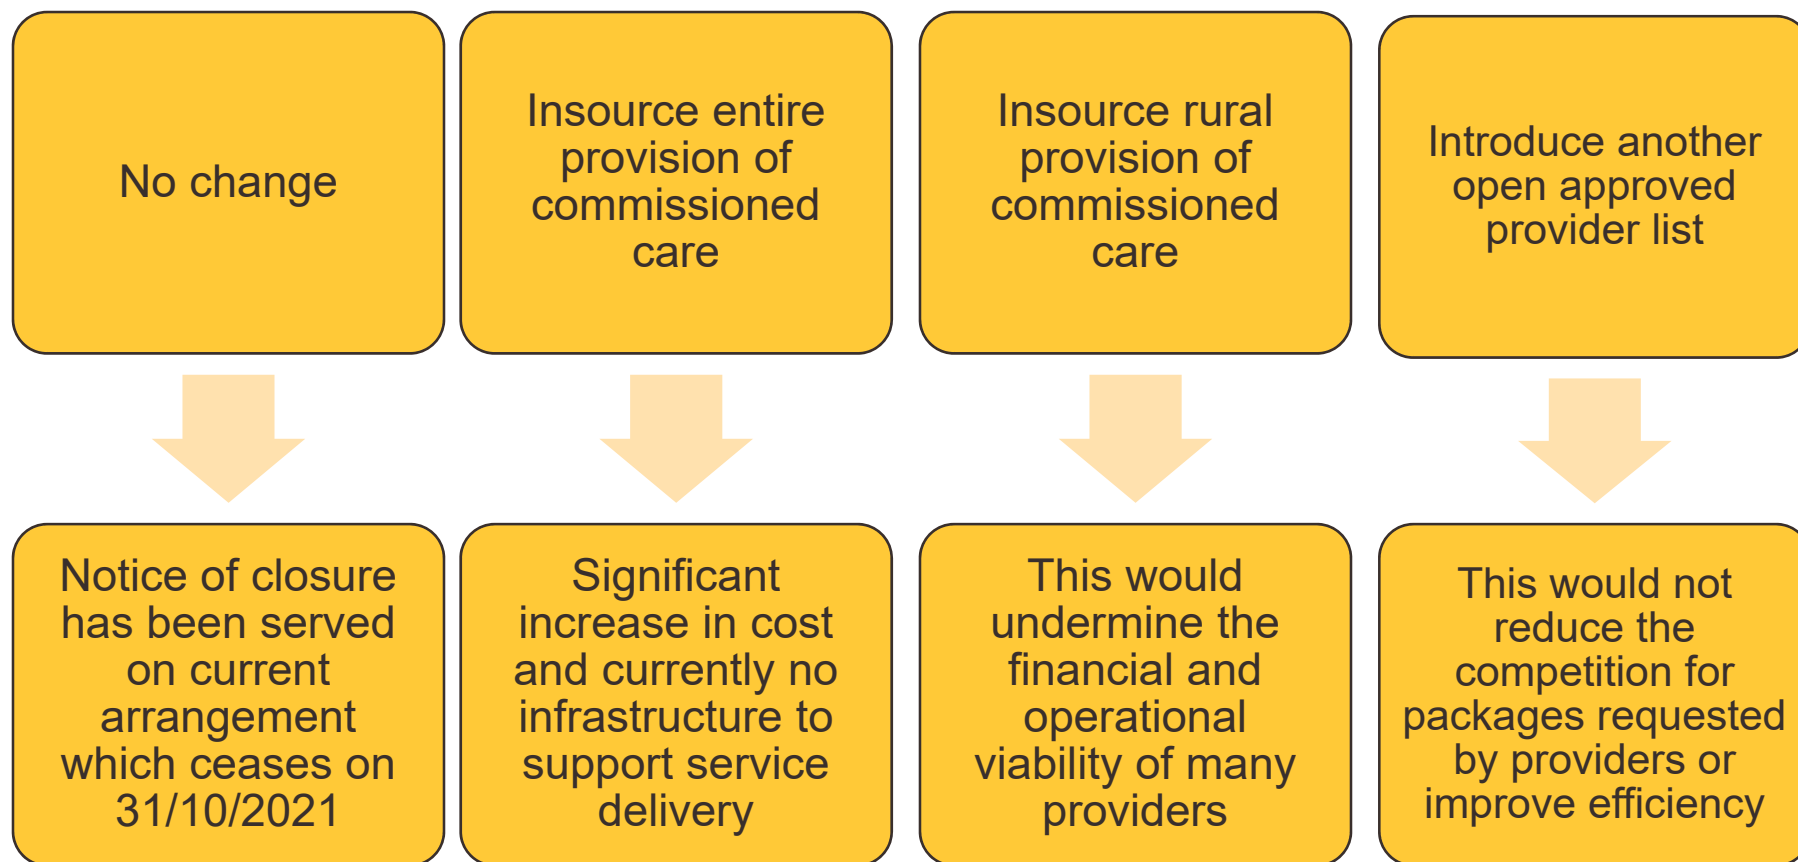 No change
Insource entire
provision of
commissioned
care
Insource rural
provision of
commissioned
care
Introduce another
open approved
provider list
Notice of closure
has been served
on current
arrangement
which ceases on
31/10/2021
Significant
increase in cost
and currently no
infrastructure to
support service
delivery
This would
undermine the
financial and
operational
viability of many
providers
This would not
reduce the
competition for
packages requested
by providers or
improve efficiency